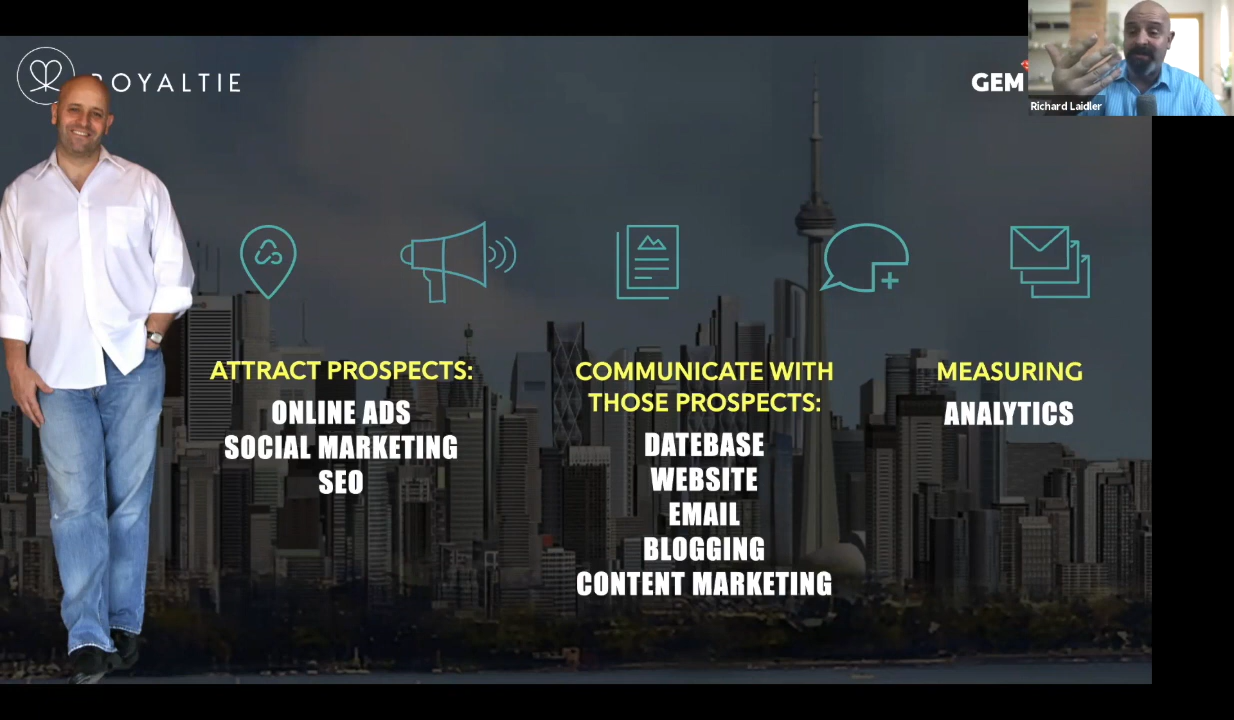 ROYALTIE
GEM
Richard Laidler
ATTRACT PROSPECTS:
ONLINE ADS
SOCIAL MARKETING
SEO
COMMUNICATE WITH
THOSE PROSPECTS:
DATEBASE
WEBSITE
EMAIL
BLOGGING
CONTENT MARKETING
MEASURING
ANALYTICS